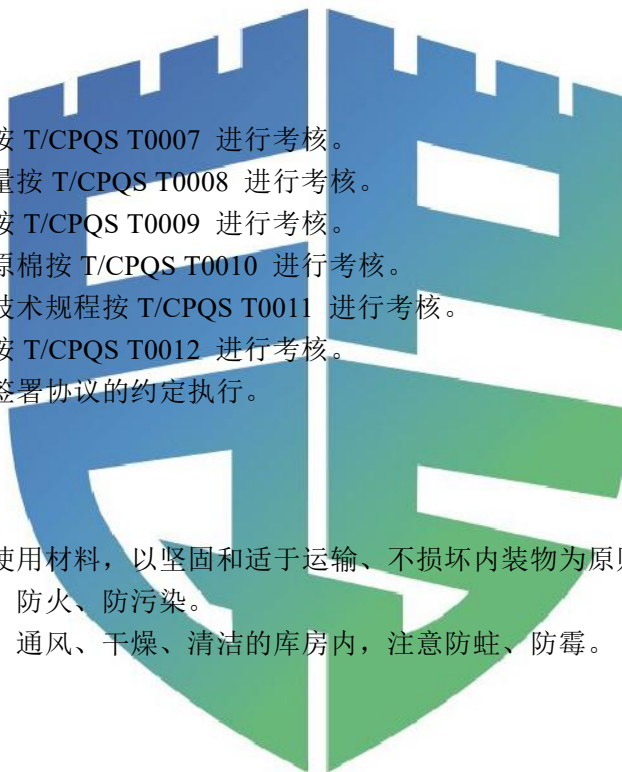 按 T/CPQS T0007 进行考核。
量按 T/CPQS T0008 进行考核。
按 T/CPQS T0009 进行考核。
原棉按 T/CPQS T0010 进行考核。
技术规程按 T/CPQS T0011 进行考核。
按 T/CPQS T0012 进行考核。
签署协议的约定执行。
使用材料，以坚固和适于运输、不损坏内装物为原则
防火、防污染。
通风、干燥、清洁的库房内，注意防蛀、防霉。